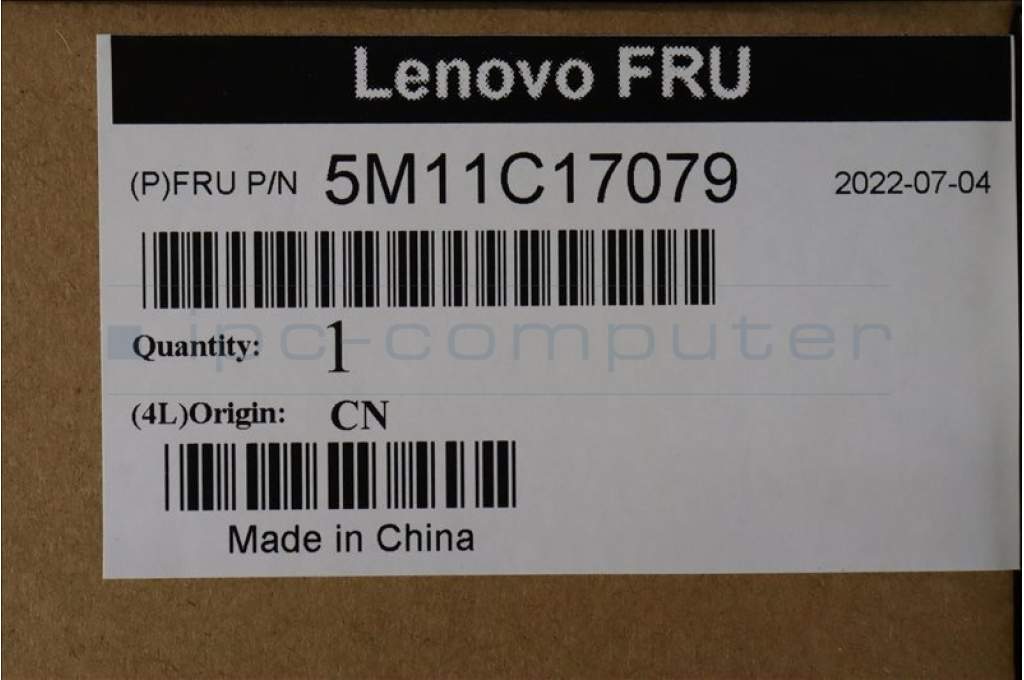 Lenovo FRU
(P)FRU P/N 5M11C17079 2022-07-04
ipc-computer
Quantity: 1
(4L)Origin: CN
Made in China